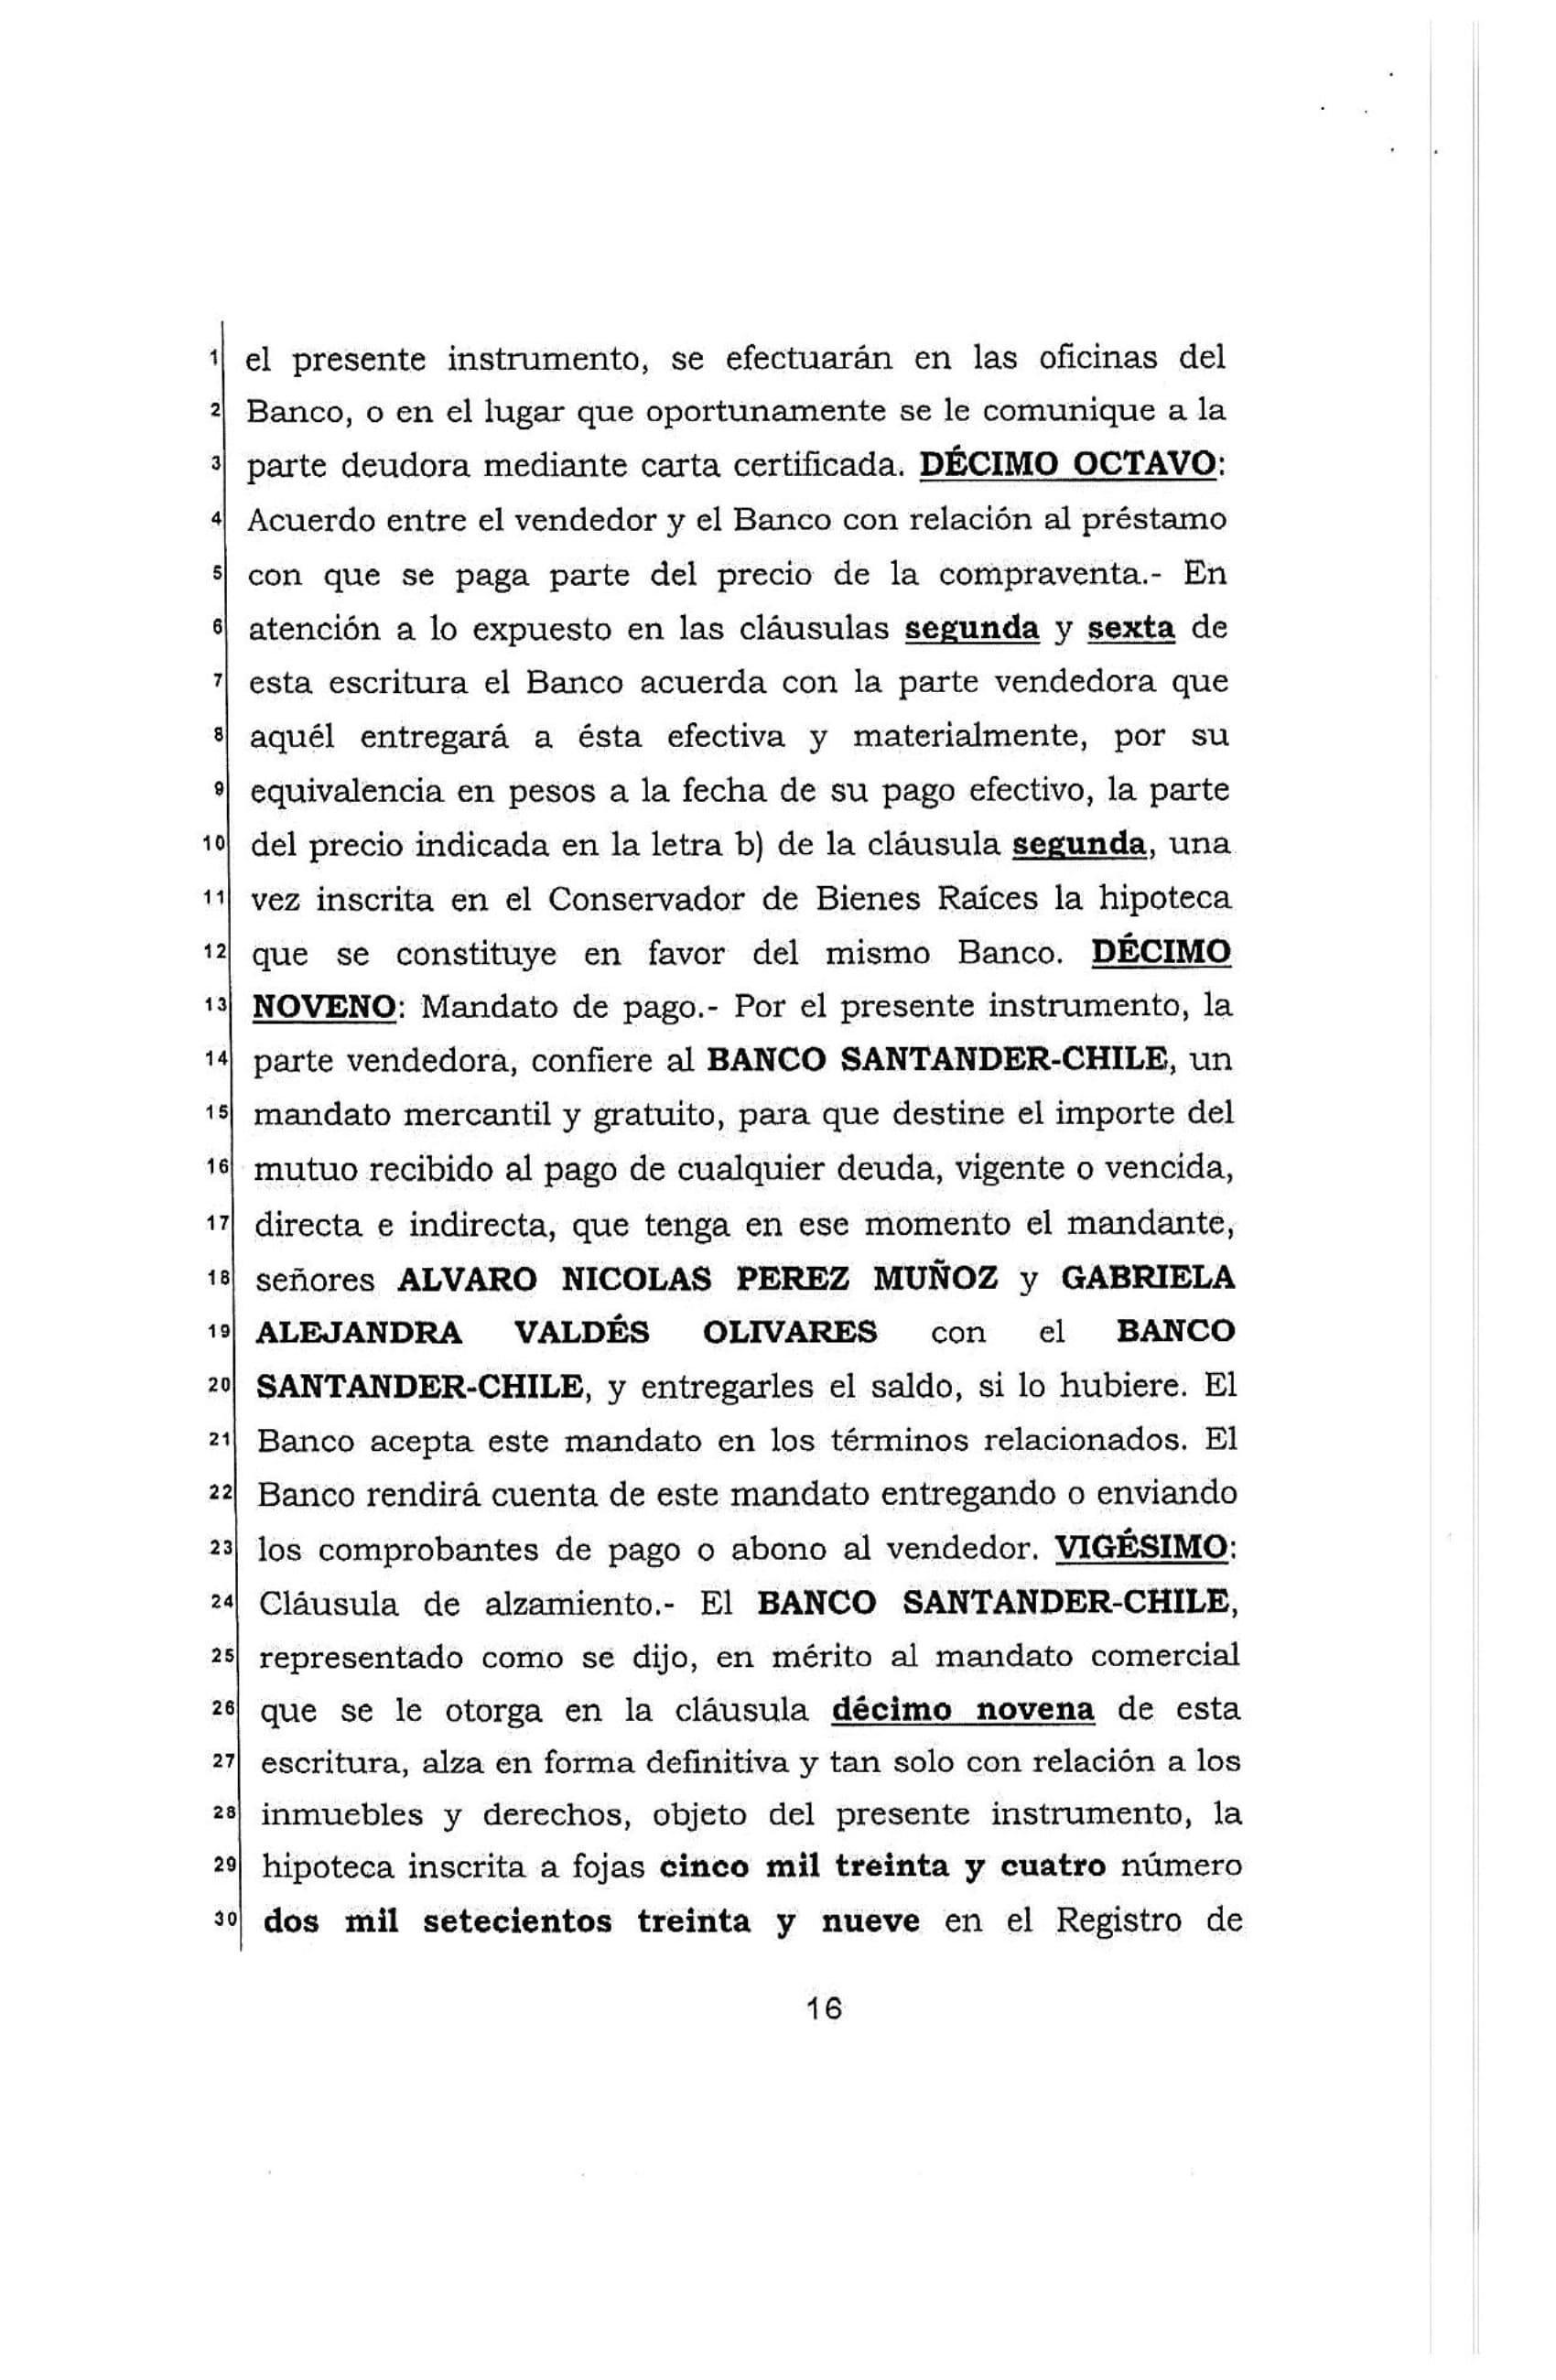 1 el presente instrumento, se efectuarán en las oficinas del
2 Banco, o en el lugar que oportunamente se le comunique a la
3 parte deudora mediante carta certificada. DÉCIMO OCTAVO:
4 Acuerdo entre el vendedor y el Banco con relación al préstamo
5 con que se paga parte del precio de la compraventa.- En
6 atención a lo expuesto en las cláusulas segunda y sexta de
7 esta escritura el Banco acuerda con la parte vendedora que
8 aquél entregará a ésta efectiva y materialmente, por su
9 equivalencia en pesos a la fecha de su pago efectivo, la parte
10 del precio indicada en la letra b) de la cláusula segunda, una
11 vez inscrita en el Conservador de Bienes Raíces la hipoteca
12 que se constituye en favor del mismo Banco. DÉCIMO
13 NOVENO: Mandato de pago.- Por el presente instrumento, la
14 parte vendedora, confiere al BANCO SANTANDER-CHILE, un
15 mandato mercantil y gratuito, para que destine el importe del
16 mutuo recibido al pago de cualquier deuda, vigente o vencida,
17 directa e indirecta, que tenga en ese momento el mandante,
18 señores ALVARO NICOLAS PEREZ MUÑOZ y GABRIELA
19 ALEJANDRA VALDÉS OLIVARES con el BANCO
20 SANTANDER-CHILE, y entregarles el saldo, si lo hubiere. El
21 Banco acepta este mandato en los términos relacionados. El
22 Banco rendirá cuenta de este mandato entregando o enviando
23 los comprobantes de pago o abono al vendedor. VIGÉSIMO:
24 Cláusula de alzamiento.- El BANCO SANTANDER-CHILE,
25 representado como se dijo, en mérito al mandato comercial
26 que se le otorga en la cláusula décimo novena de esta
27 escritura, alza en forma definitiva y tan solo con relación a los
28 inmuebles y derechos, objeto del presente instrumento, la
29 hipoteca inscrita a fojas cinco mil treinta y cuatro número
30 dos mil setecientos treinta y nueve en el Registro de
16